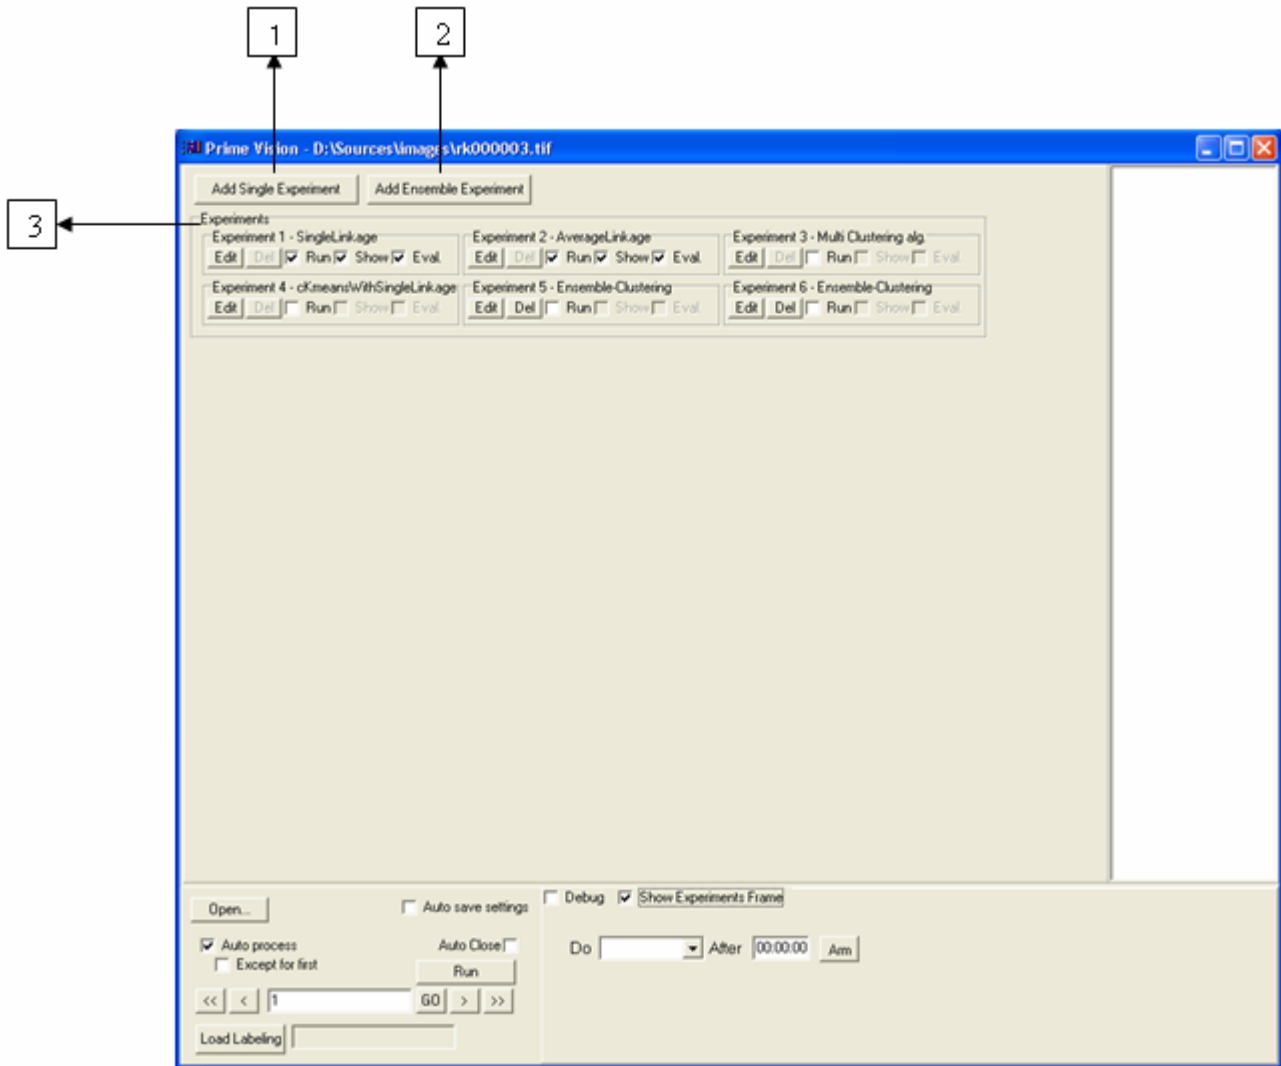 1
2
3
Prime Vision - D:\Sources\images\rk000003.tif
Add Single Experiment Add Ensemble Experiment
Experiments
Experiment 1 - SingleLinkage Experiment 2 - AverageLinkage Experiment 3 - Multi Clustering alg.
Edit Del Run Show Eval. Edit Del Run Show Eval. Edit Del Run Show Eval.
Experiment 4 - cKmeansWithSingleLinkage Experiment 5 - Ensemble-Clustering Experiment 6 - Ensemble-Clustering
Edit Del Run Show Eval. Edit Del Run Show Eval. Edit Del Run Show Eval.
Debug Show Experiments Frame
Open... Auto save settings
Auto process Auto Close
Do After 00:00:00 Arm
Except for first
Run
<< < 1 GO > >>
Load Labeling